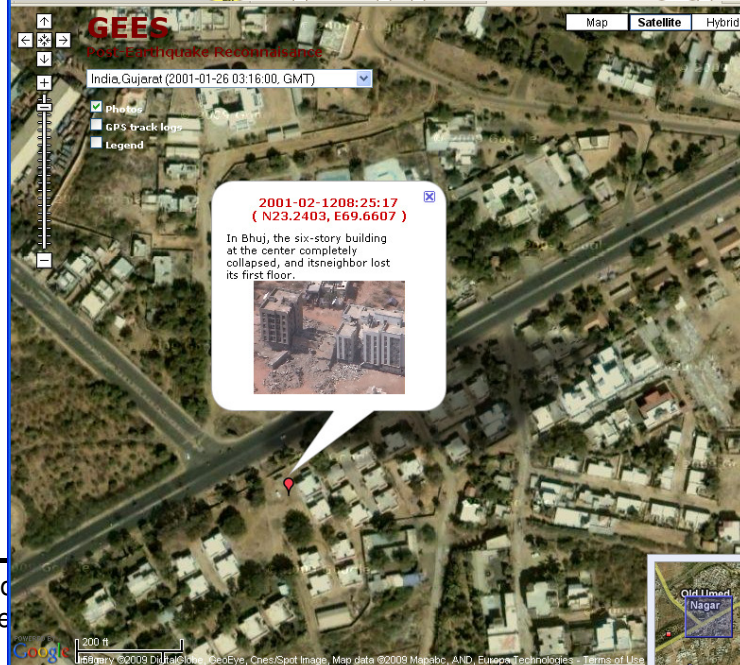 GEES
Post-Earthquake Reconnaisance
Map Satellite Hybrid
India,Gujarat (2001-01-26 03:16:00, GMT)
Photos
GPS track logs
Legend
2001-02-1208:25:17
( N23.2403, E69.6607 )
In Bhuj, the six-story building
at the center completely
collapsed, and itsneighbor lost
its first floor.
Old Umed
Nagar
200 ft
POWERED BY
Google
Imagery ©2009 DigitalGlobe, GeoEye, Cnes/Spot Image, Map data ©2009 Mapabc, AND, Europa Technologies - Terms of Use